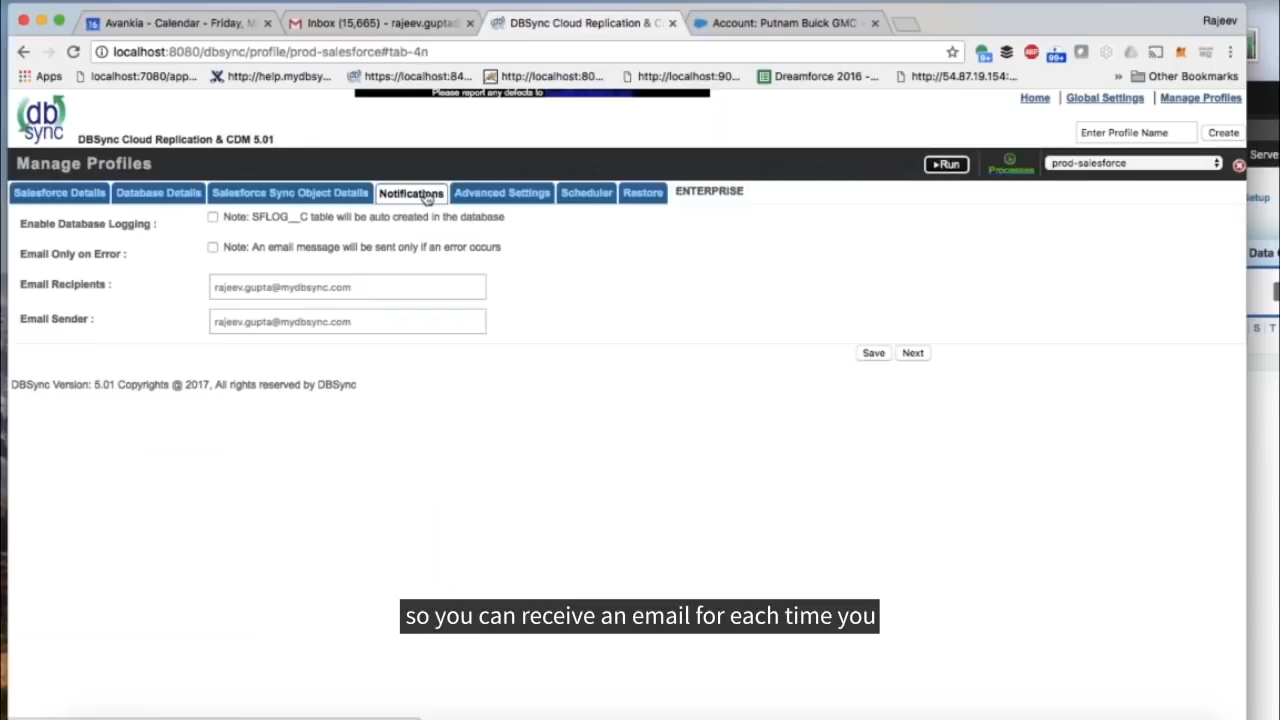 Avankia - Calendar - Friday, M
Inbox (15,665) - rajeev.gupta@
DBSync Cloud Replication & C
Account: Putnam Buick GMC
Rajeev
localhost:8080/dbsync/profile/prod-salesforce#tab-4n
Apps
localhost:7080/app...
http://help.mydbsy...
https://localhost:84...
http://localhost:80...
http://localhost:90...
Dreamforce 2016 -...
http://54.87.19.154:...
»
Other Bookmarks
Please report any defects to
Home | Global Settings | Manage Profiles
db
sync
DBSync Cloud Replication & CDM 5.01
Enter Profile Name
Create
Manage Profiles
Run
Processes
prod-salesforce
Serve
Salesforce Details
Database Details
Salesforce Sync Object Details
Notifications
Advanced Settings
Scheduler
Restore
ENTERPRISE
etup
Enable Database Logging :
Note: SFLOG__C table will be auto created in the database
Email Only on Error :
Note: An email message will be sent only if an error occurs
Data
Email Recipients :
rajeev.gupta@mydbsync.com
Email Sender :
rajeev.gupta@mydbsync.com
S T
Save
Next
DBSync Version: 5.01 Copyrights @ 2017, All rights reserved by DBSync
so you can receive an email for each time you